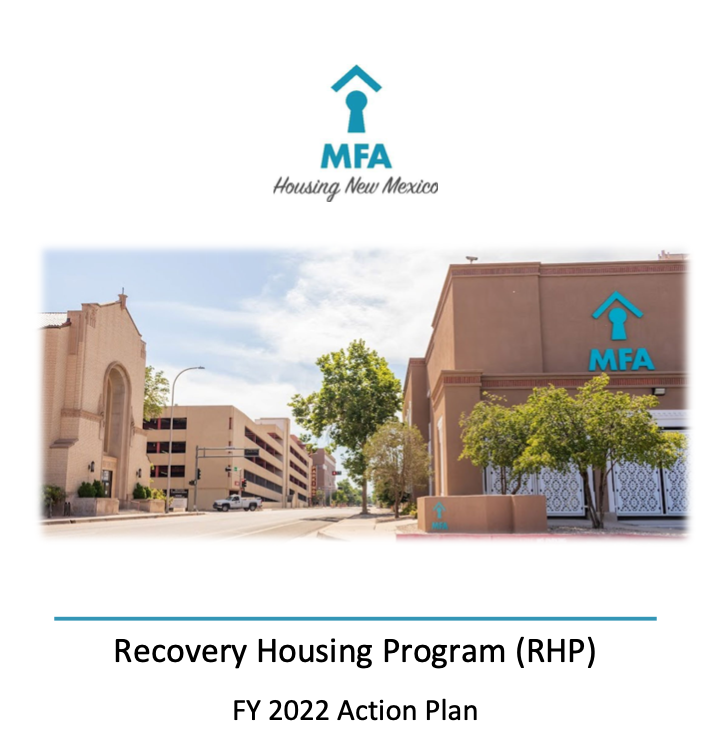 MFA
Housing New Mexico
MFA
MFA
Recovery Housing Program (RHP)
FY 2022 Action Plan